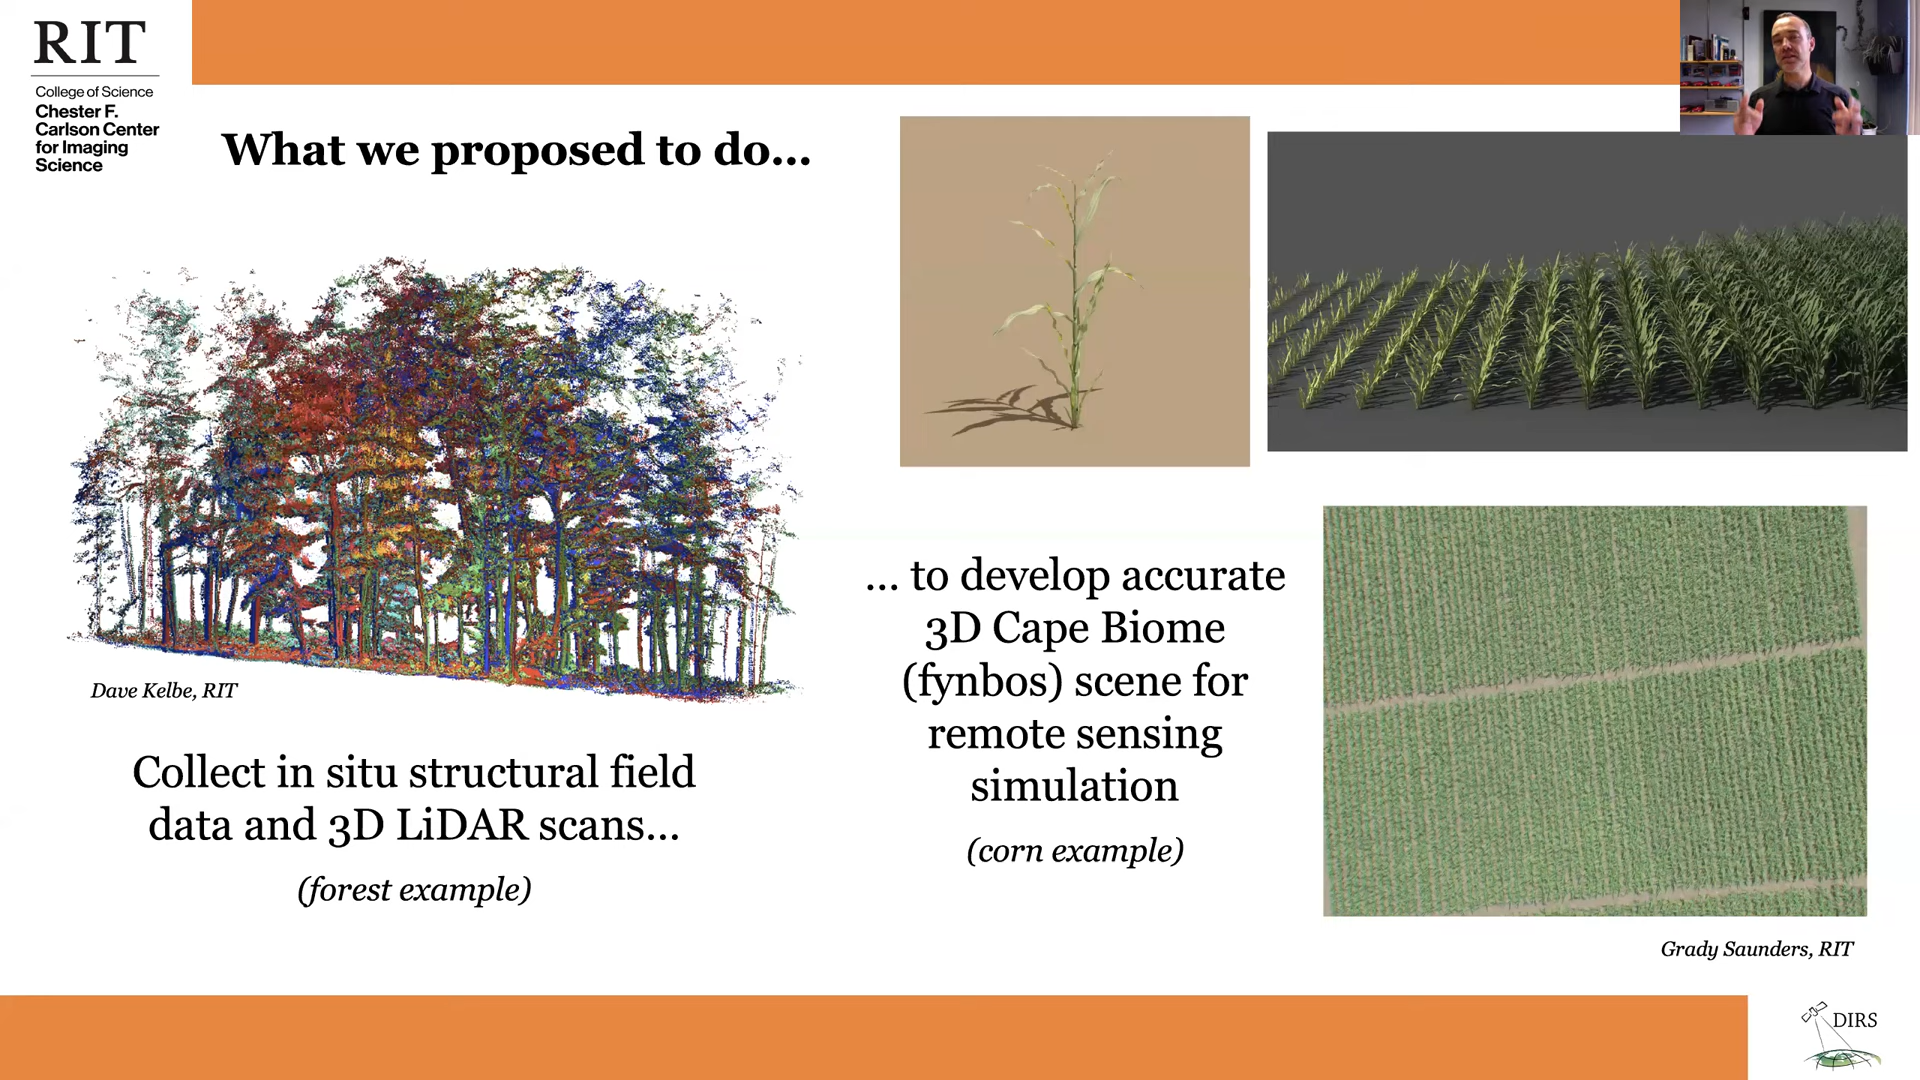 RIT
College of Science
Chester F.
Carlson Center
for Imaging
Science
What we proposed to do...
Dave Kelbe, RIT
Collect in situ structural field
data and 3D LiDAR scans...
(forest example)
... to develop accurate
3D Cape Biome
(fynbos) scene for
remote sensing
simulation
(corn example)
Grady Saunders, RIT
DIRS